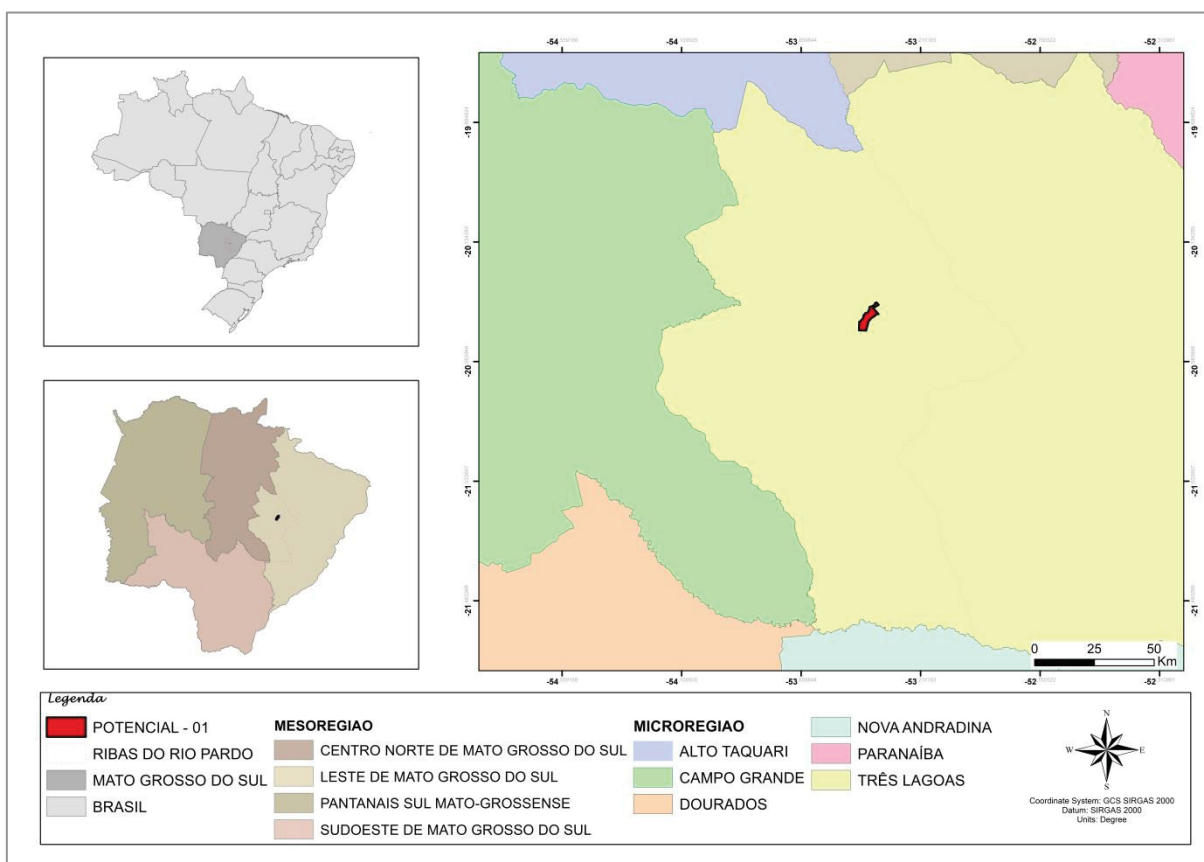 -54 -54 -53 -53 -52 -52
-19 -19
-20 -20
-20 -20
-21 -21
-21 -21
-54 -54 -53 -53 -52 -52
0 25 50
Km
Legenda
POTENCIAL - 01
RIBAS DO RIO PARDO
MATO GROSSO DO SUL
BRASIL
MESOREGIAO
CENTRO NORTE DE MATO GROSSO DO SUL
LESTE DE MATO GROSSO DO SUL
PANTANAIS SUL MATO-GROSSENSE
SUDOESTE DE MATO GROSSO DO SUL
MICROREGIAO
ALTO TAQUARI
CAMPO GRANDE
DOURADOS
NOVA ANDRADINA
PARANAÍBA
TRÊS LAGOAS
N
W E
S
Coordinate System: GCS SIRGAS 2000
Datum: SIRGAS 2000
Units: Degree